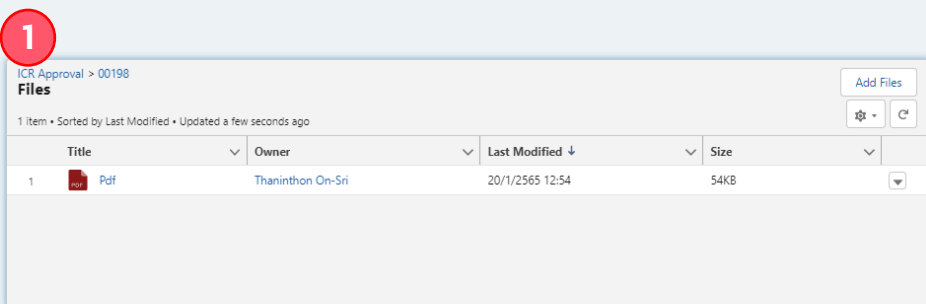 1
ICR Approval > 00198
Files
Add Files
1 item • Sorted by Last Modified • Updated a few seconds ago
Title Owner Last Modified ↓ Size
1 PDF Pdf Thaninthon On-Sri 20/1/2565 12:54 54KB